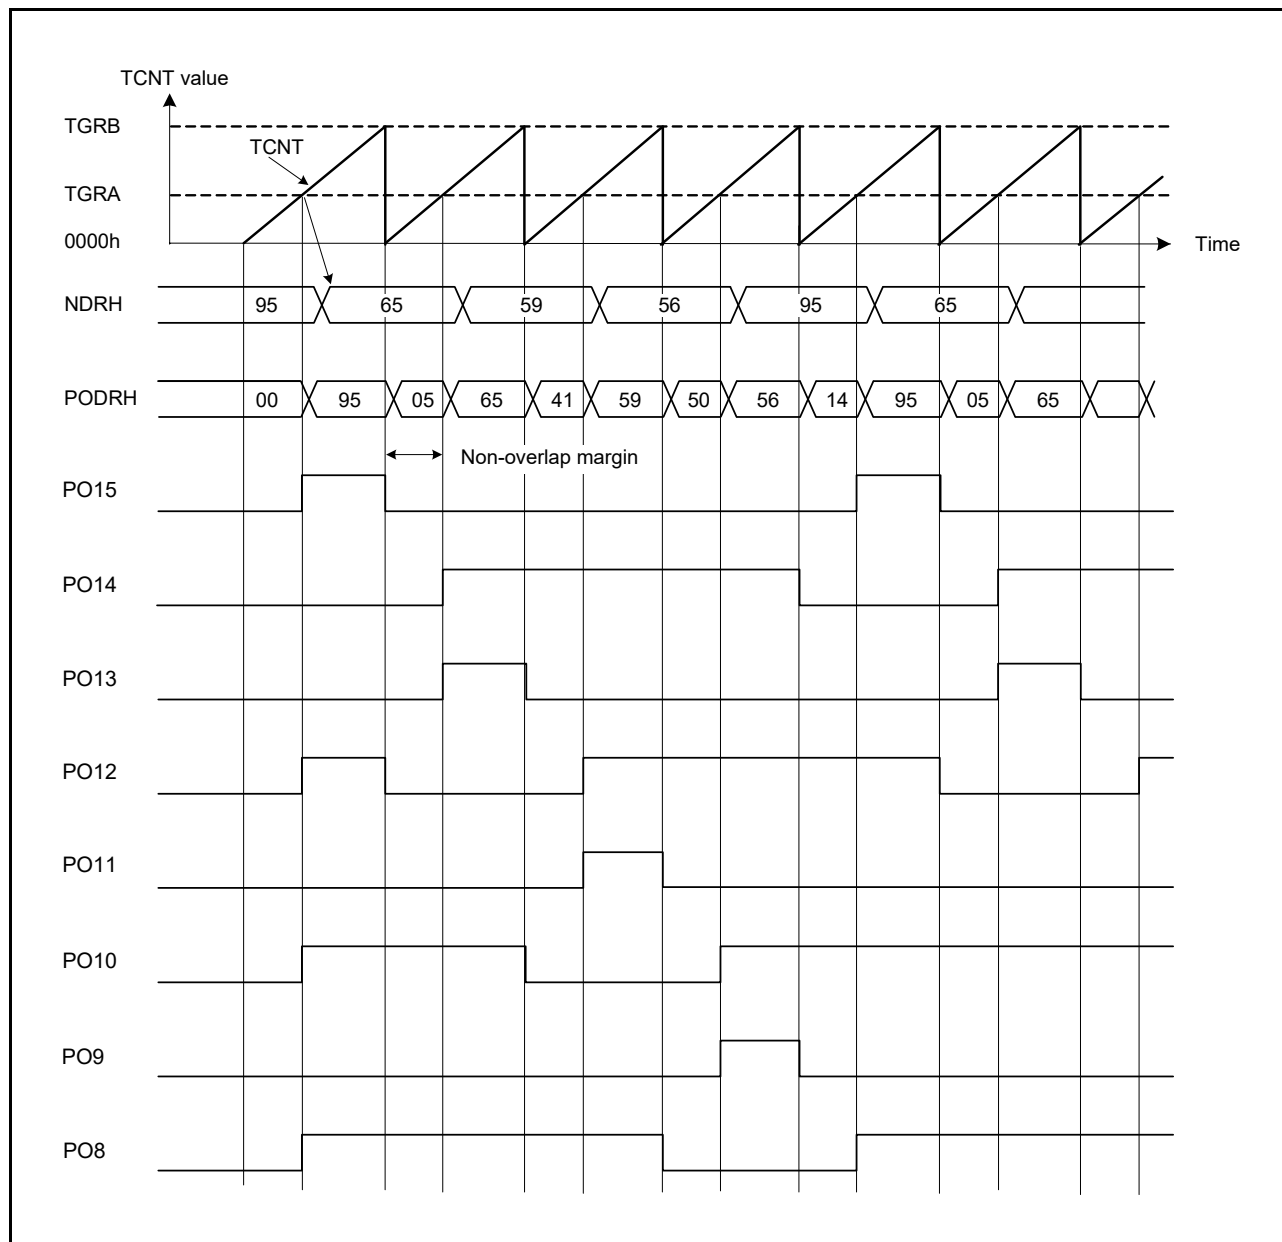 TCNT value
TGRB
TCNT
TGRA
0000h
Time
NDRH 95 65 59 56 95 65
PODRH 00 95 05 65 41 59 50 56 14 95 05 65
Non-overlap margin
PO15
PO14
PO13
PO12
PO11
PO10
PO9
PO8